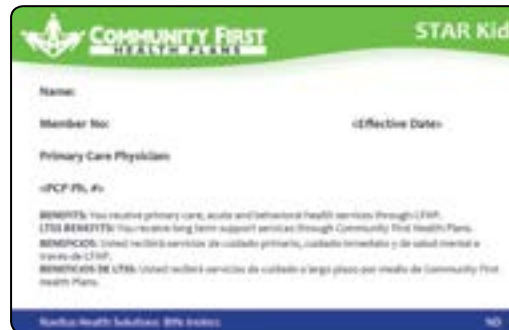 COMMUNITY FIRST
HEALTH PLANS
STAR Kid
Name:
Member No:
<Effective Date>
Primary Care Physician:
<PCP Ph. #>
BENEFITS: You receive primary care, acute and behavioral health services through CFHP.
LTSS BENEFITS: You receive long term support services through Community First Health Plans.
BENEFICIOS: Usted recibirá servicios de cuidado primario, cuidado inmediato y de salud mental a
través de CFHP.
BENEFICIOS DE LTSS: Usted recibirá servicios de cuidado a largo plazo por medio de Community First
Health Plans.
Navitus Health Solutions